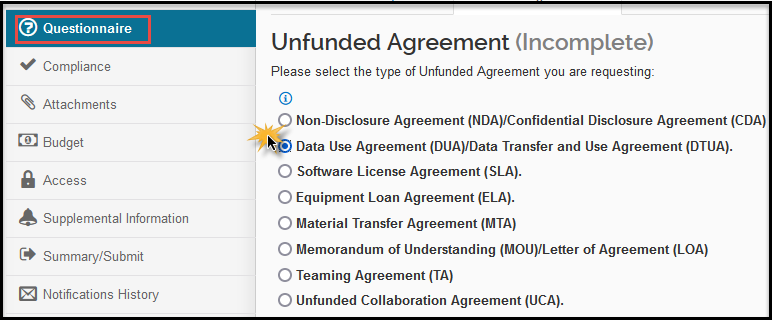 Questionnaire
Compliance
Attachments
Budget
Access
Supplemental Information
Summary/Submit
Notifications History
Unfunded Agreement (Incomplete)
Please select the type of Unfunded Agreement you are requesting:
Non-Disclosure Agreement (NDA)/Confidential Disclosure Agreement (CDA)
Data Use Agreement (DUA)/Data Transfer and Use Agreement (DTUA).
Software License Agreement (SLA).
Equipment Loan Agreement (ELA).
Material Transfer Agreement (MTA)
Memorandum of Understanding (MOU)/Letter of Agreement (LOA)
Teaming Agreement (TA)
Unfunded Collaboration Agreement (UCA).